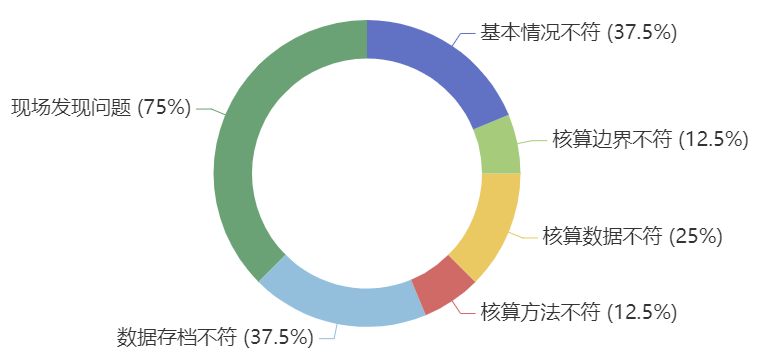 基本情况不符 (37.5%)
现场发现问题 (75%)
核算边界不符 (12.5%)
核算数据不符 (25%)
核算方法不符 (12.5%)
数据存档不符 (37.5%)